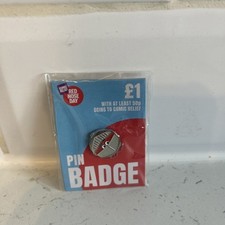 RED NOSE DAY
£1
WITH AT LEAST 50p
GOING TO COMIC RELIEF
PIN
BADGE